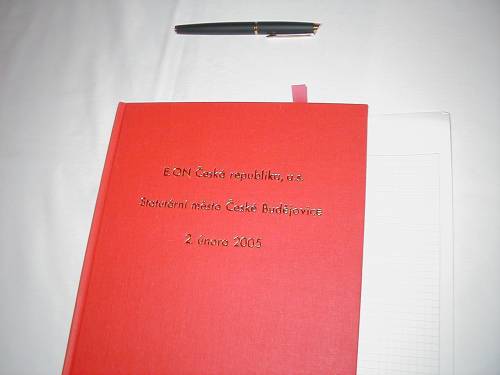 E.ON Česká republika, a.s.
Statutární město České Budějovice
2. února 2005